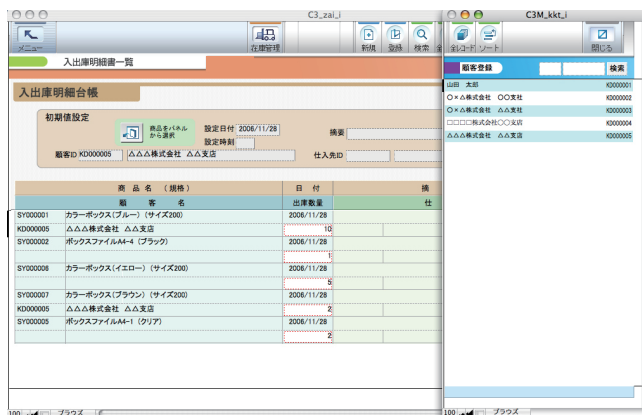 C3_zai_i
メニュー
在庫管理
新規
登録
検索
入出庫明細書一覧
入出庫明細台帳
初期値設定
商品をパネル
から選択
設定日付 2006/11/28
設定時刻
摘要
顧客ID KD000005 △△△株式会社 △△支店
仕入先ID
商 品 名 (規格)
日 付
摘
顧 客 名
出庫数量
仕
SY000001 カラーボックス(ブルー) (サイズ200) 2006/11/28
KD000005 △△△株式会社 △△支店 10
SY000002 ボックスファイルA4-4 (ブラック) 2006/11/28
1
SY000006 カラーボックス(イエロー) (サイズ200) 2006/11/28
5
SY000007 カラーボックス(ブラウン) (サイズ200) 2006/11/28
KD000005 △△△株式会社 △△支店 2
SY000005 ボックスファイルA4-1 (クリア) 2006/11/28
2
100 ブラウズ
C3M_kkt_i
全レコード
ソート
閉じる
顧客登録
検索
山田 太郎 KD000001
○×△株式会社 ○○支社 KD000002
○×△株式会社 △△支社 KD000003
□□□□株式会社○○支店 KD000004
△△△株式会社 △△支店 KD000005
100 ブラウズ